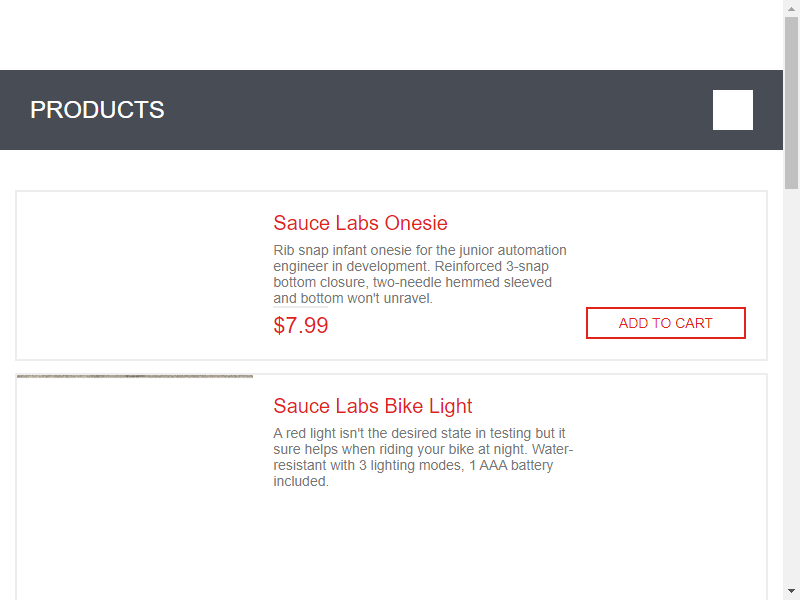 PRODUCTS
Sauce Labs Onesie
Rib snap infant onesie for the junior automation
engineer in development. Reinforced 3-snap
bottom closure, two-needle hemmed sleeved
and bottom won't unravel.
$7.99
ADD TO CART
Sauce Labs Bike Light
A red light isn't the desired state in testing but it
sure helps when riding your bike at night. Water-
resistant with 3 lighting modes, 1 AAA battery
included.